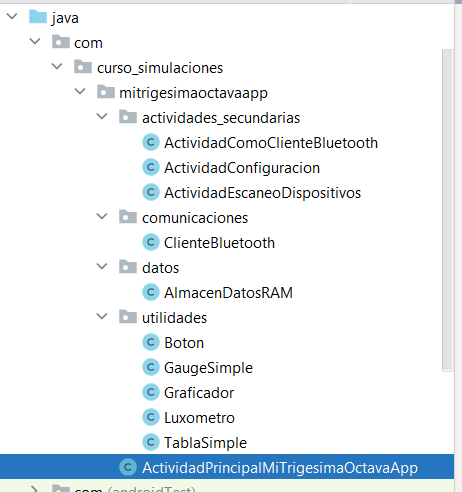 java
com
curso_simulaciones
mitrigesimaoctavaapp
actividades_secundarias
C ActividadComoClienteBluetooth
C ActividadConfiguracion
C ActividadEscaneoDispositivos
comunicaciones
C ClienteBluetooth
datos
C AlmacenDatosRAM
utilidades
C Boton
C GaugeSimple
C Graficador
C Luxometro
C TablaSimple
C ActividadPrincipalMiTrigesimaOctavaApp
com (androidTest)